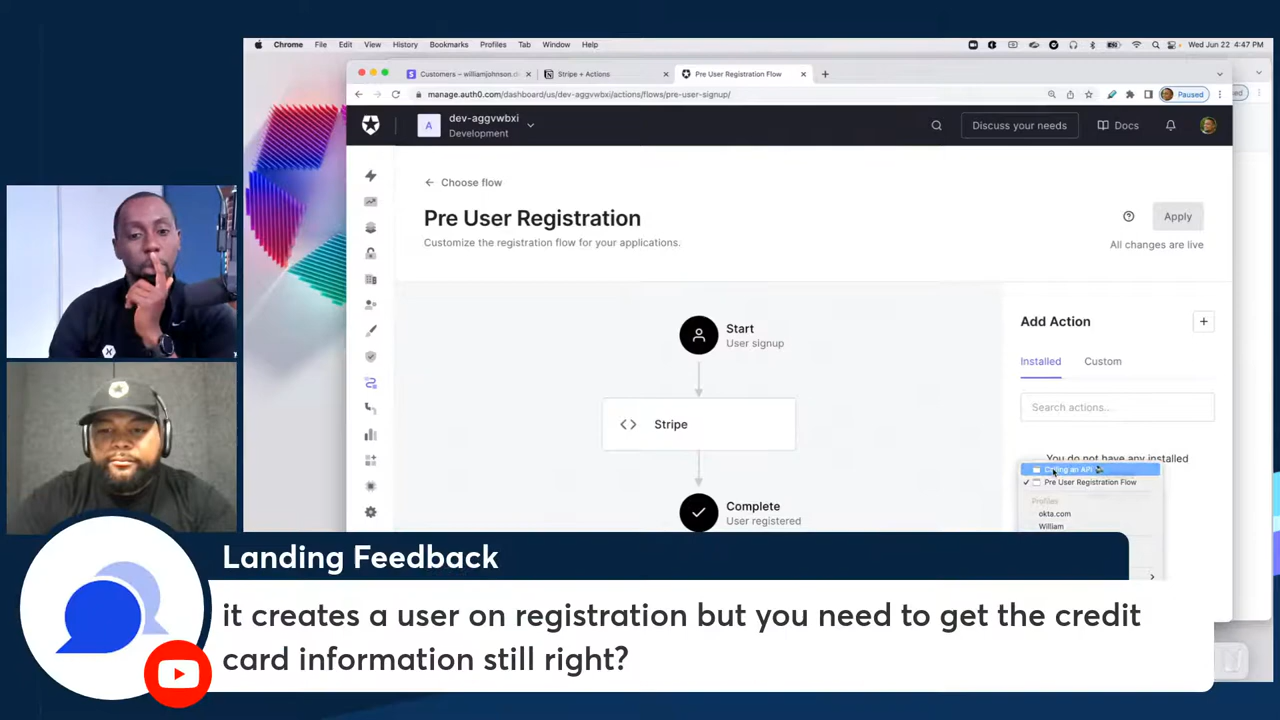 Chrome File Edit View History Bookmarks Profiles Tab Window Help
Wed Jun 22 4:47 PM
Customers – williamjohnson.d
Stripe + Actions
Pre User Registration Flow
manage.auth0.com/dashboard/us/dev-aggvwbxi/actions/flows/pre-user-signup/
Paused
A
dev-aggvwbxi
Development
Discuss your needs
Docs
Choose flow
Pre User Registration
Customize the registration flow for your applications.
Apply
All changes are live
Start
User signup
Stripe
Complete
User registered
Add Action
Installed
Custom
Search actions...
You do not have any installed
Calling an API
Pre User Registration Flow
Profiles
okta.com
William
Landing Feedback
it creates a user on registration but you need to get the credit
card information still right?